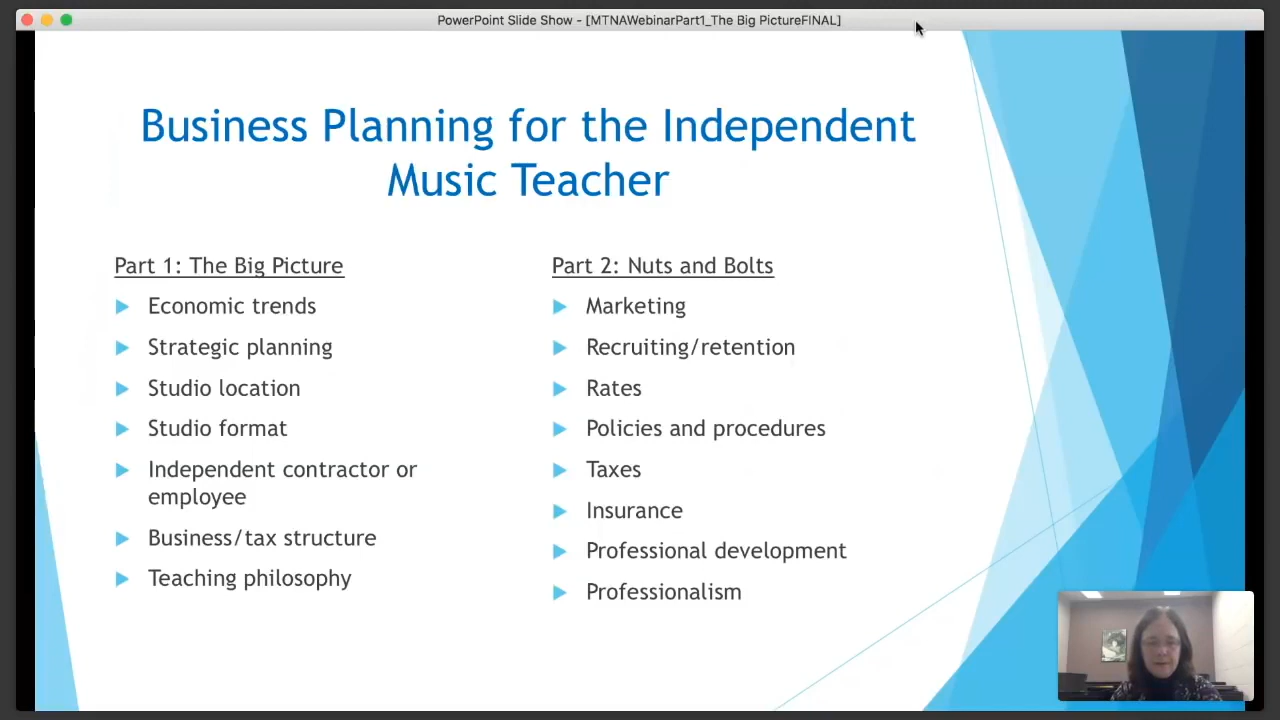 PowerPoint Slide Show - [MTNAWebinarPart1_The Big PictureFINAL]
Business Planning for the Independent
Music Teacher
Part 1: The Big Picture
Economic trends
Strategic planning
Studio location
Studio format
Independent contractor or
employee
Business/tax structure
Teaching philosophy
Part 2: Nuts and Bolts
Marketing
Recruiting/retention
Rates
Policies and procedures
Taxes
Insurance
Professional development
Professionalism